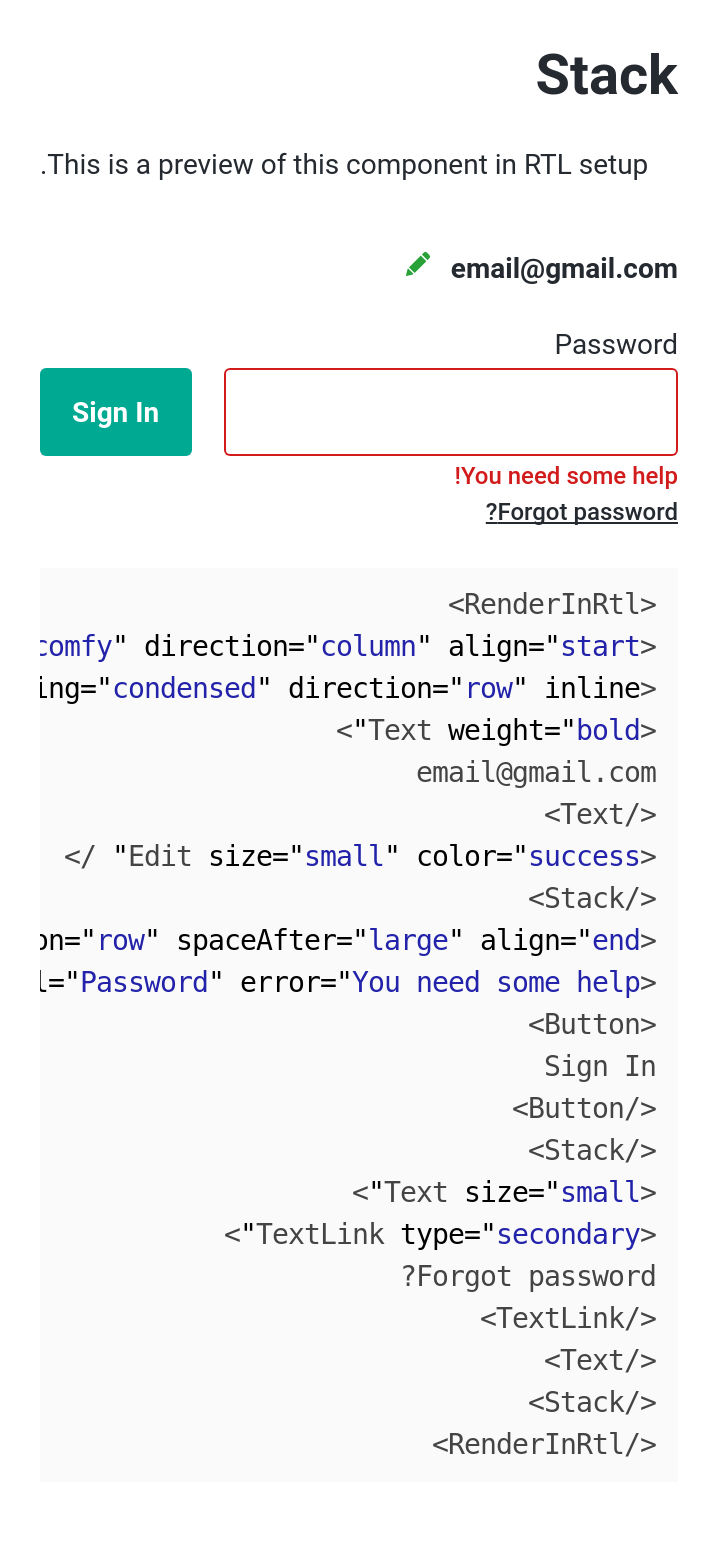 Stack
.This is a preview of this component in RTL setup
email@gmail.com
Password
Sign In
!You need some help
?Forgot password
<RenderInRtl>
comfy" direction="column" align="start>
ing="condensed" direction="row" inline>
<"Text weight="bold>
email@gmail.com
<Text/>
</ "Edit size="small" color="success>
<Stack/>
on="row" spaceAfter="large" align="end>
l="Password" error="You need some help>
<Button>
Sign In
<Button/>
<Stack/>
<"Text size="small>
<"TextLink type="secondary>
?Forgot password
<TextLink/>
<Text/>
<Stack/>
<RenderInRtl/>